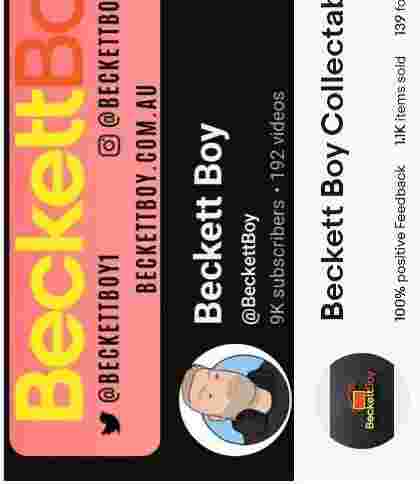 BeckettBo
@BECKETTBOY1
@BECKETTBO
BECKETTBOY.COM.AU
Beckett Boy
@BeckettBoy
9K subscribers • 192 videos
Beckett Boy Collectab
100% positive Feedback 1.1K items sold 139 fo
BeckettBoy